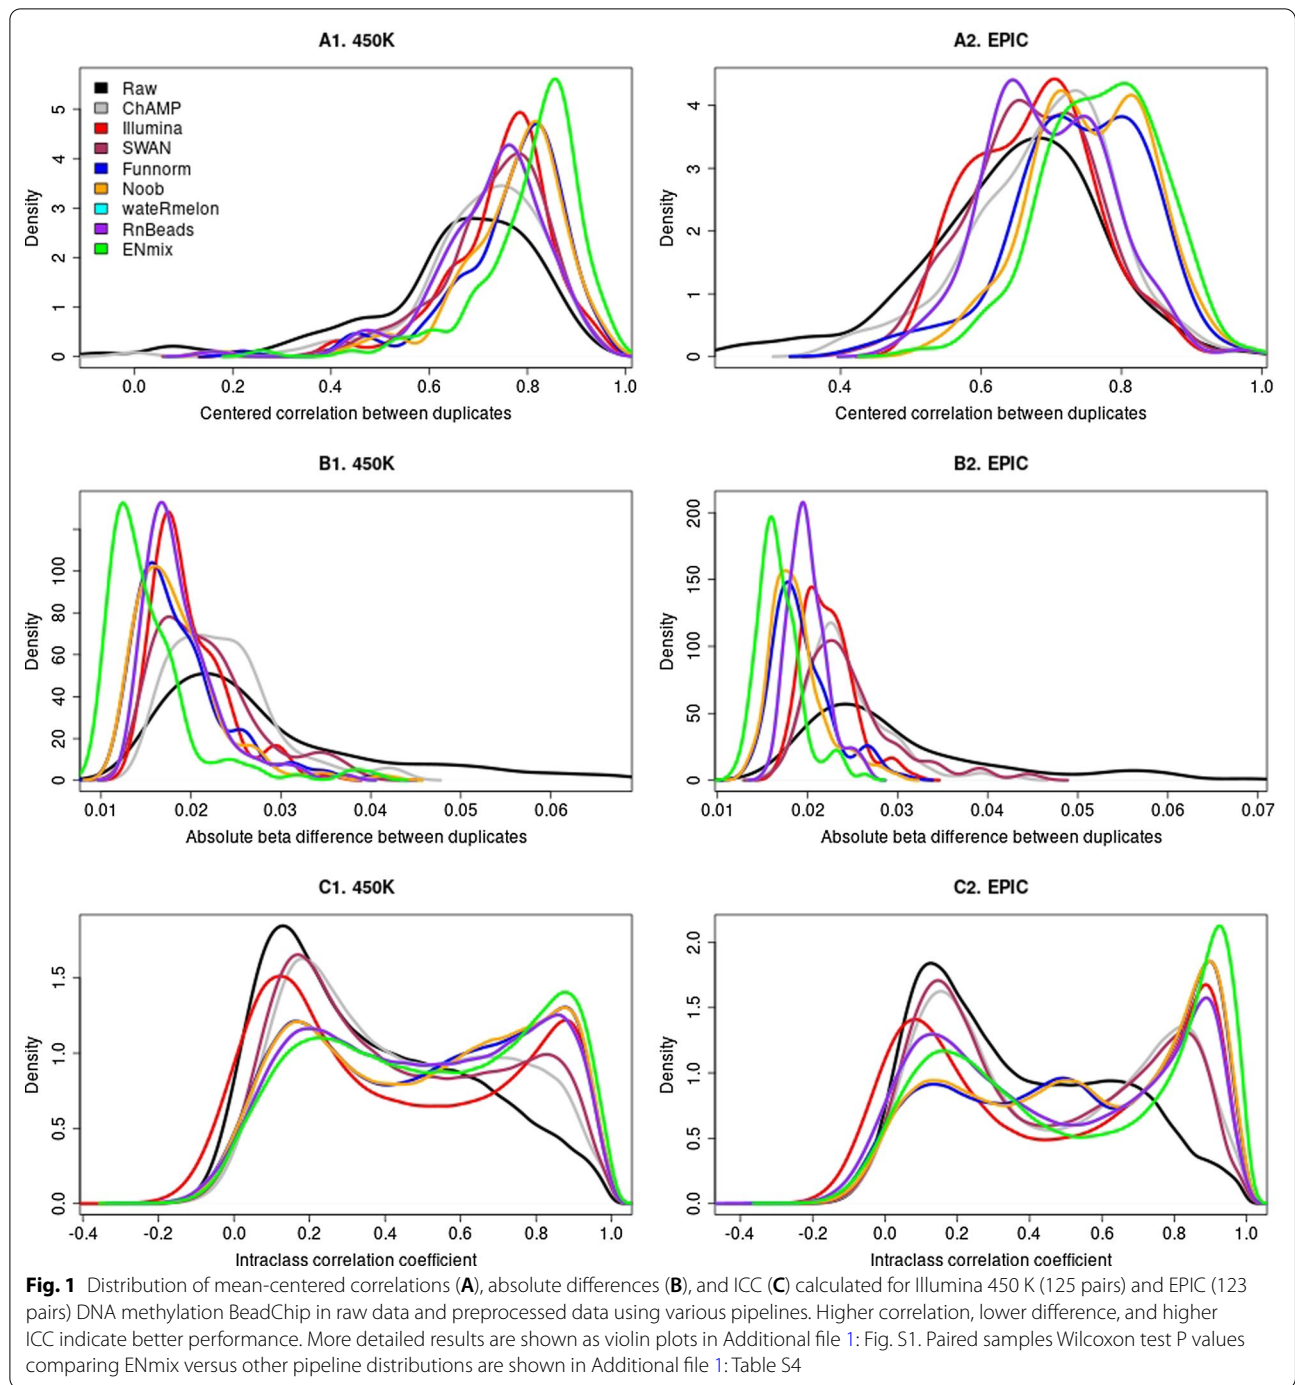 A1. 450K
5
4
3
2
1
0
Density
Raw
ChAMP
Illumina
SWAN
Funnorm
Noob
wateRmelon
RnBeads
ENmix
0.0 0.2 0.4 0.6 0.8 1.0
Centered correlation between duplicates
A2. EPIC
4
3
2
1
0
Density
0.4 0.6 0.8 1.0
Centered correlation between duplicates
B1. 450K
100
80
60
40
20
0
Density
0.01 0.02 0.03 0.04 0.05 0.06
Absolute beta difference between duplicates
B2. EPIC
200
150
100
50
0
Density
0.01 0.02 0.03 0.04 0.05 0.06 0.07
Absolute beta difference between duplicates
C1. 450K
1.5
1.0
0.5
0.0
Density
-0.4 -0.2 0.0 0.2 0.4 0.6 0.8 1.0
Intraclass correlation coefficient
C2. EPIC
2.0
1.5
1.0
0.5
0.0
Density
-0.4 -0.2 0.0 0.2 0.4 0.6 0.8 1.0
Intraclass correlation coefficient
Fig. 1 Distribution of mean-centered correlations (A), absolute differences (B), and ICC (C) calculated for Illumina 450 K (125 pairs) and EPIC (123
pairs) DNA methylation BeadChip in raw data and preprocessed data using various pipelines. Higher correlation, lower difference, and higher
ICC indicate better performance. More detailed results are shown as violin plots in Additional file 1: Fig. S1. Paired samples Wilcoxon test P values
comparing ENmix versus other pipeline distributions are shown in Additional file 1: Table S4